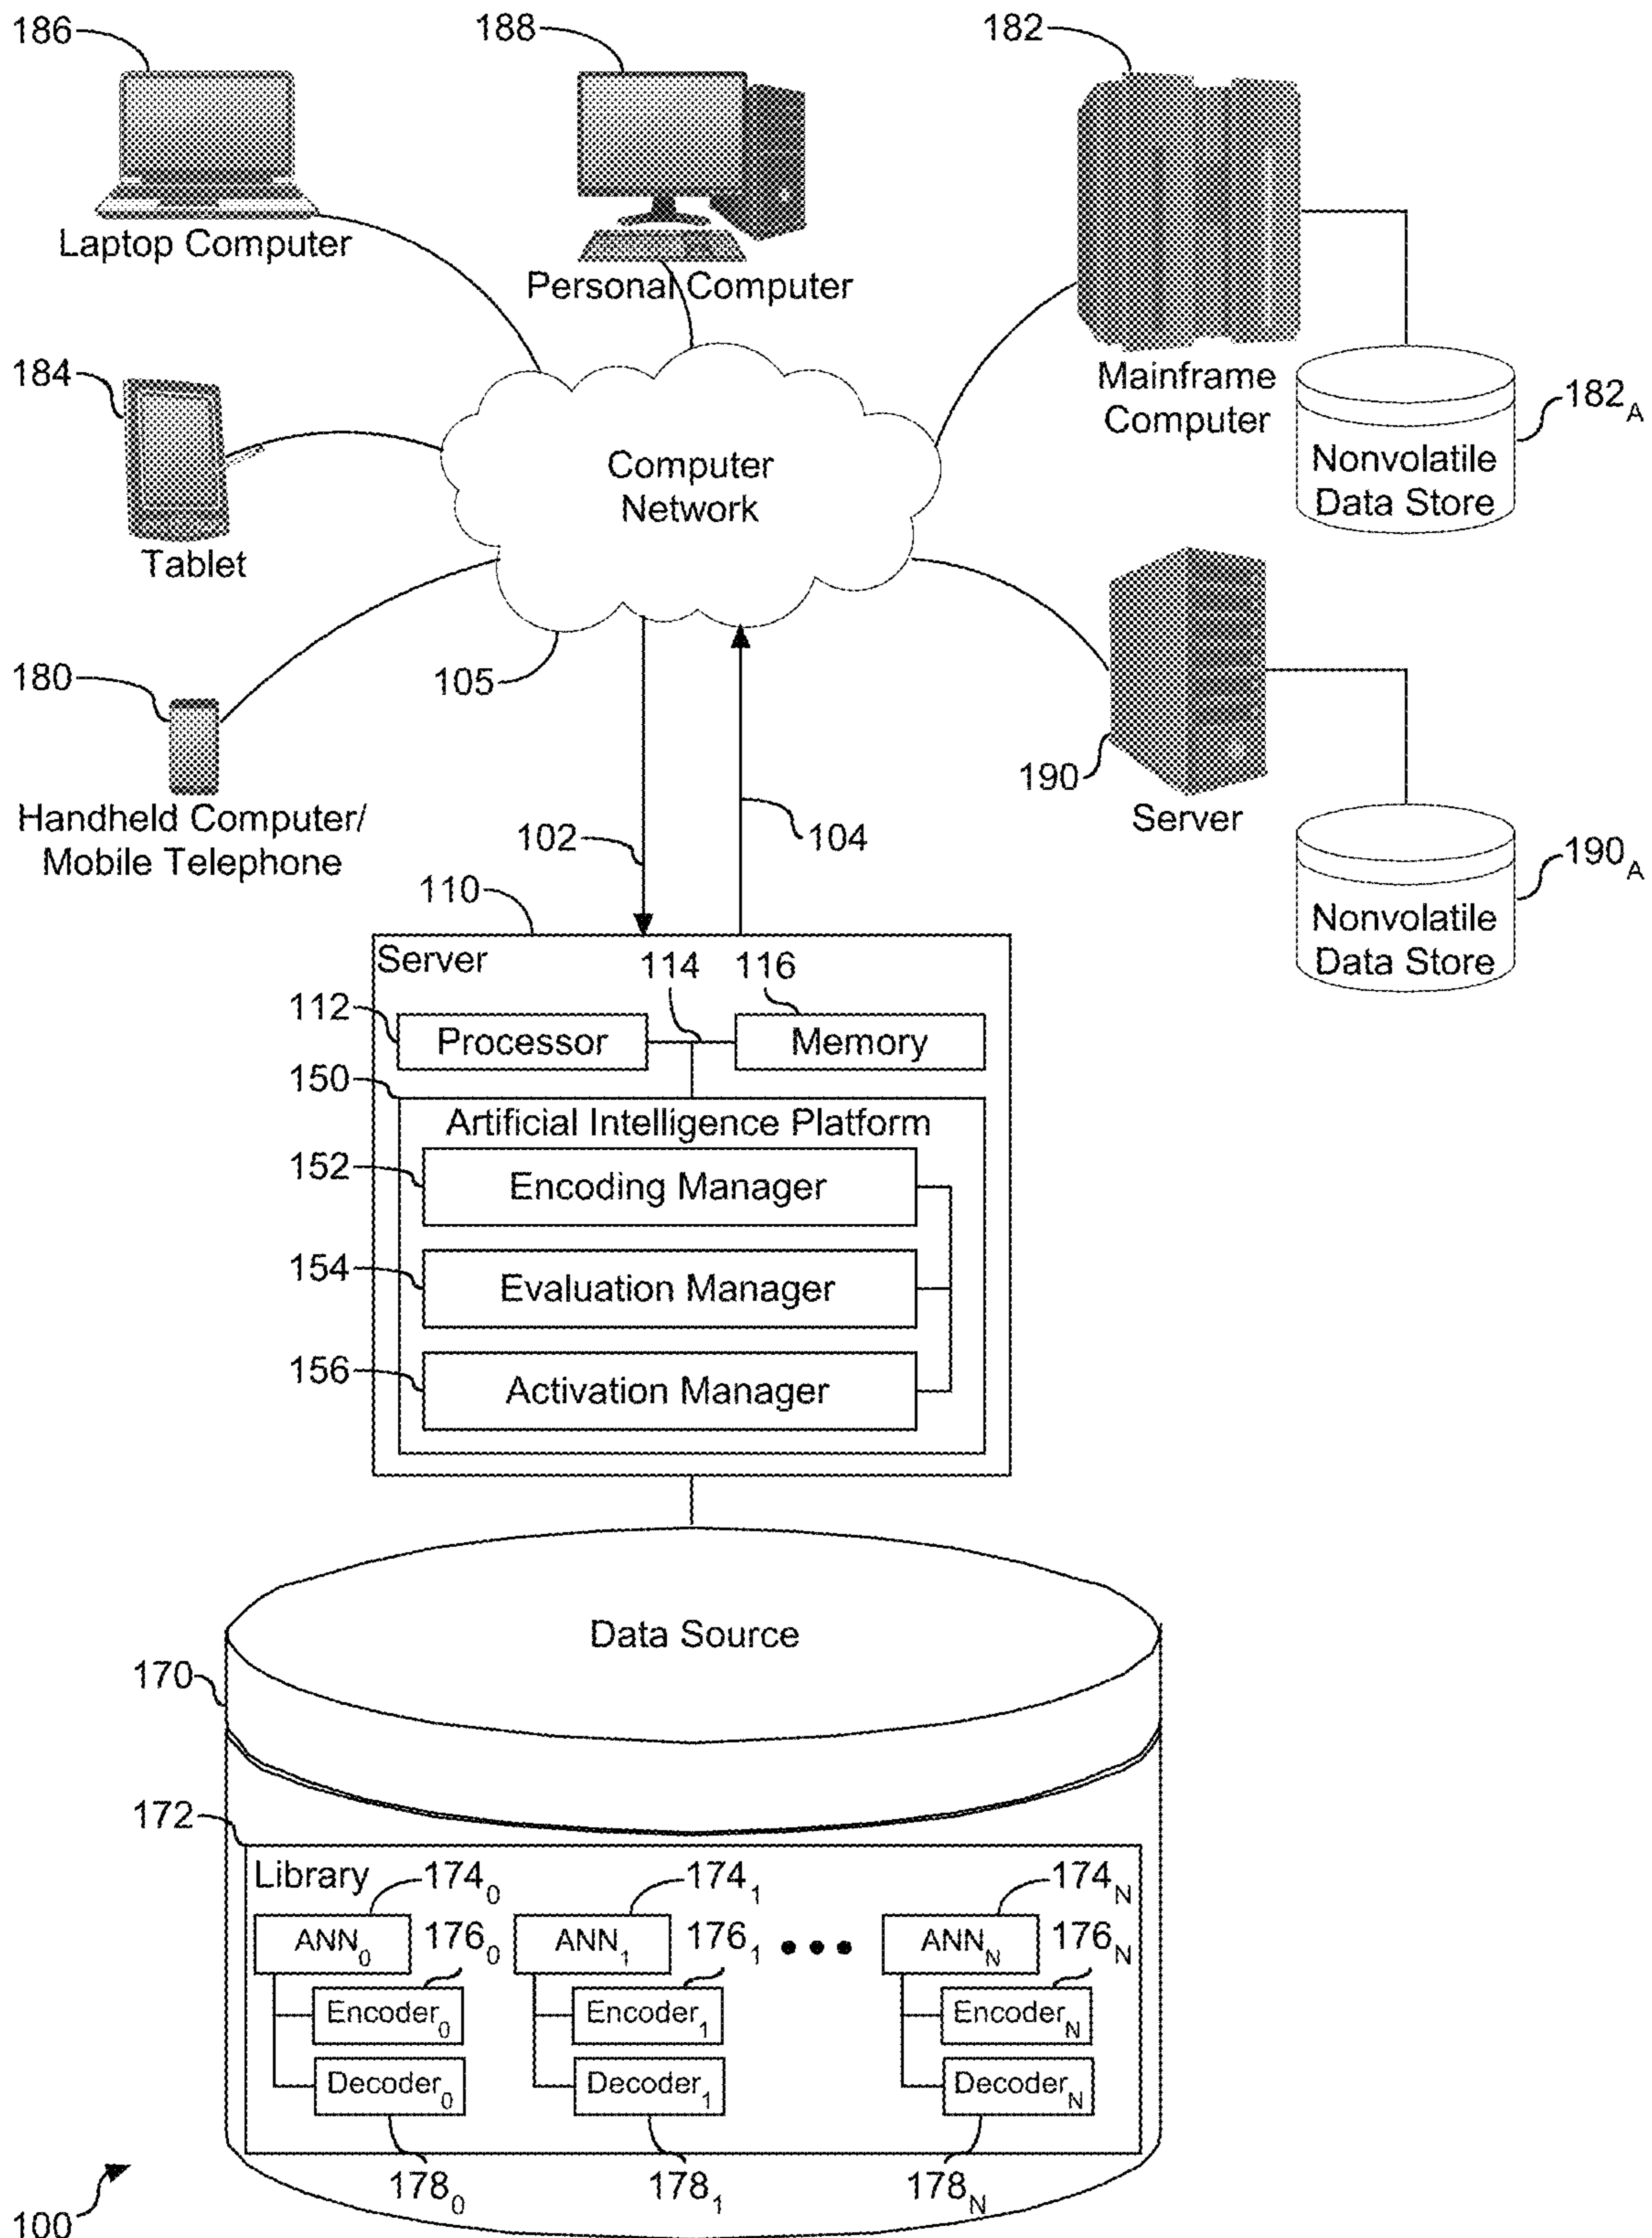 186
188
182
Laptop Computer
Personal Computer
Mainframe
Computer
184
182A
Computer
Network
Nonvolatile
Data Store
Tablet
180
105
190
Handheld Computer/
Mobile Telephone
Server
102
104
190A
110
Nonvolatile
Data Store
Server
114
116
112
Processor
Memory
150
Artificial Intelligence Platform
152
Encoding Manager
154
Evaluation Manager
156
Activation Manager
Data Source
170
172
Library
1740
1741
174N
ANN0
1760
ANN1
1761
•••
ANNN
176N
Encoder0
Encoder1
EncoderN
Decoder0
Decoder1
DecoderN
1780
1781
178N
100